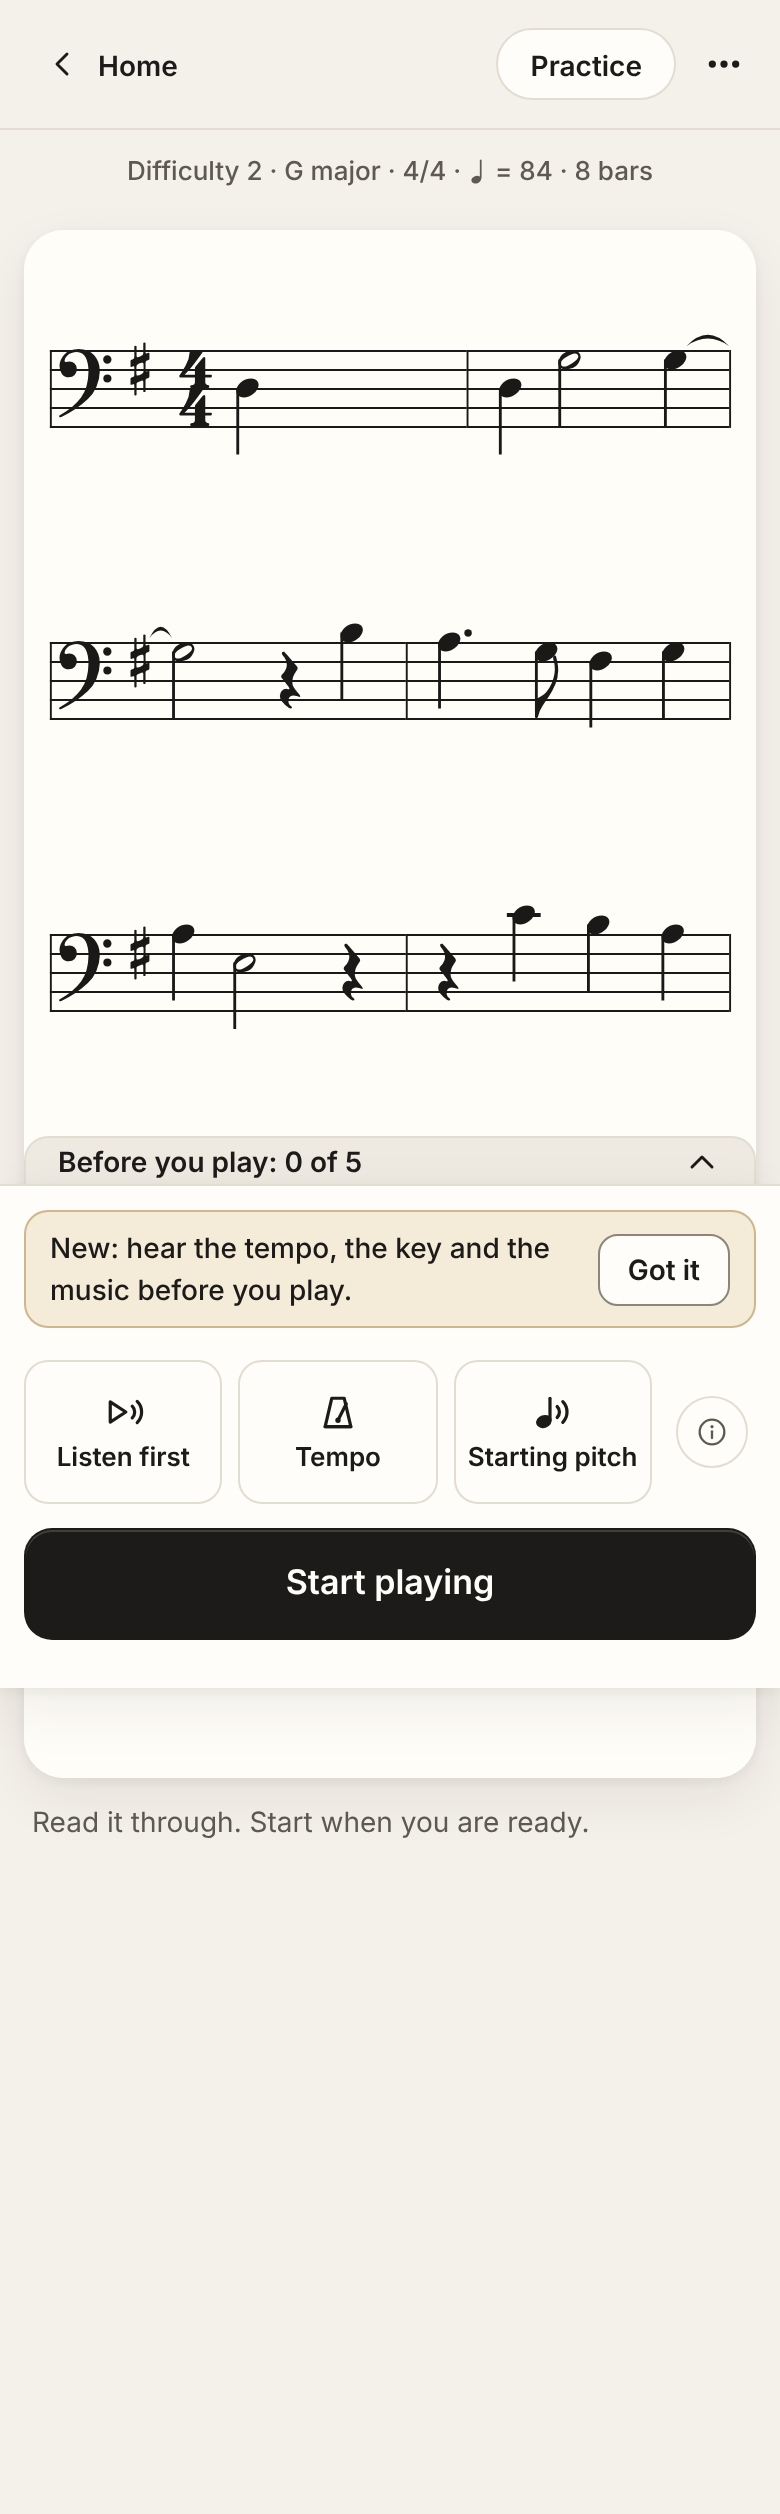 Home
Practice
Difficulty 2 · G major · 4/4 · ♩ = 84 · 8 bars
4
4
Before you play: 0 of 5
New: hear the tempo, the key and the
music before you play.
Got it
Listen first
Tempo
Starting pitch
Start playing
Read it through. Start when you are ready.